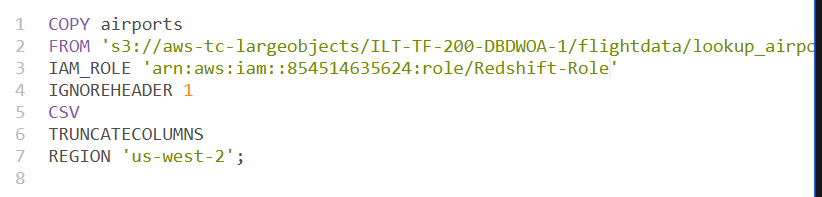 1 COPY airports
2 FROM 's3://aws-tc-largeobjects/ILT-TF-200-DBDWOA-1/flightdata/lookup_airpo
3 IAM_ROLE 'arn:aws:iam::854514635624:role/Redshift-Role'
4 IGNOREHEADER 1
5 CSV
6 TRUNCATECOLUMNS
7 REGION 'us-west-2';
8